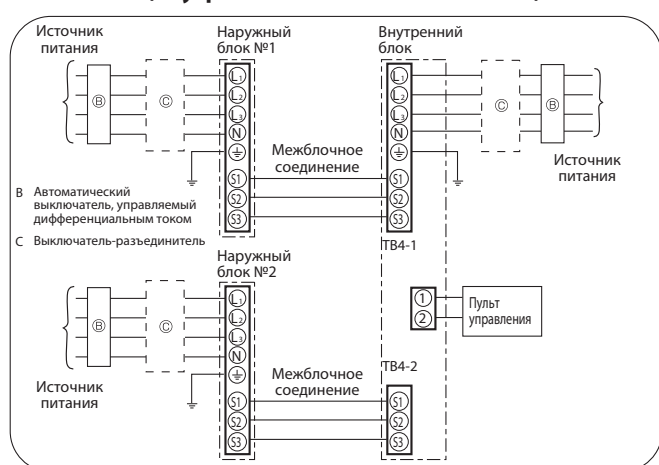 Источник
питания
Наружный
блок №1
Внутренний
блок
B
C
L1
L2
L3
N
S1
S2
S3
Межблочное
соединение
L1
L2
L3
N
S1
S2
S3
C
B
Источник
питания
B Автоматический
выключатель, управляемый
дифференциальным током
C Выключатель-разъединитель
TB4-1
Наружный
блок №2
B
C
L1
L2
L3
N
S1
S2
S3
1
2
Пульт
управления
Источник
питания
Межблочное
соединение
TB4-2
S1
S2
S3